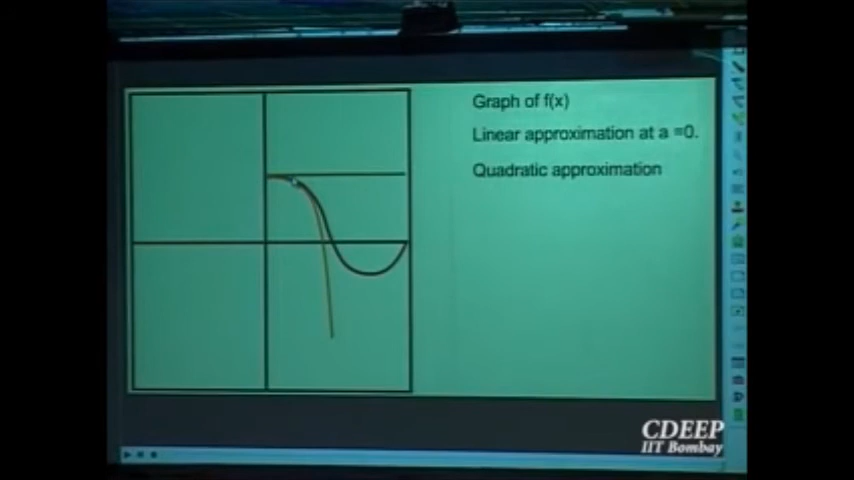 Graph of f(x)
Linear approximation at a =0.
Quadratic approximation
CDEEP
IIT Bombay